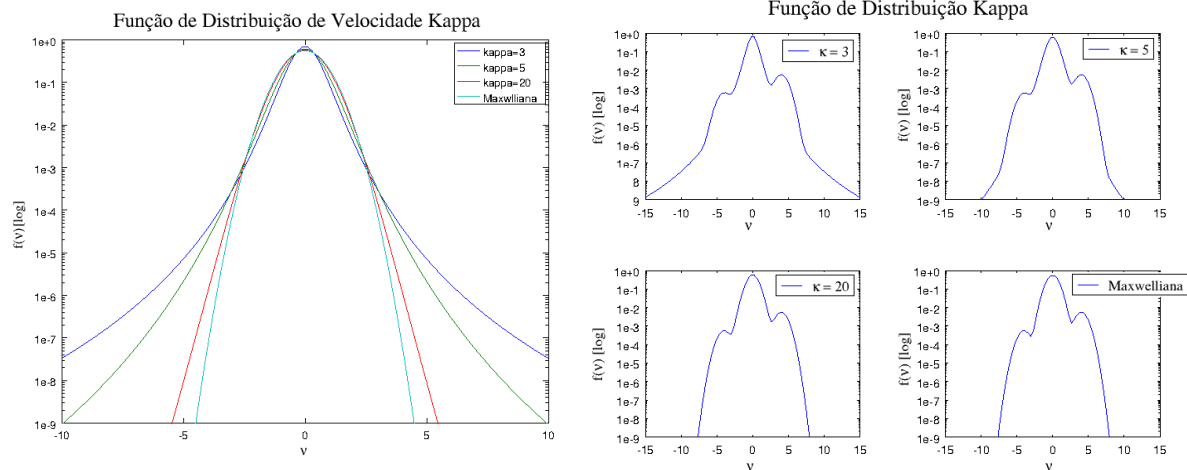 Função de Distribuição de Velocidade Kappa
1e+0
1e-1
1e-2
1e-3
1e-4
1e-5
1e-6
1e-7
1e-8
1e-9
f(v) [log]
-10
-5
0
5
10
v
kappa=3
kappa=5
kappa=20
Maxwlliana
Função de Distribuição Kappa
1e+0
1e-1
1e-2
1e-3
1e-4
1e-5
1e-6
1e-7
8
9
f(v) [log]
-15
-10
-5
0
5
10
15
v
κ = 3
1e+0
1e-1
1e-2
1e-3
1e-4
1e-5
1e-6
1e-7
1e-8
1e-9
f(v) [log]
-15
-10
-5
0
5
10
15
v
κ = 5
1e+0
1e-1
1e-2
1e-3
1e-4
1e-5
1e-6
1e-7
1e-8
1e-9
f(v) [log]
-15
-10
-5
0
5
10
15
v
κ = 20
1e+0
1e-1
1e-2
1e-3
1e-4
1e-5
1e-6
1e-7
1e-8
1e-9
f(v) [log]
-15
-10
-5
0
5
10
15
v
Maxwelliana